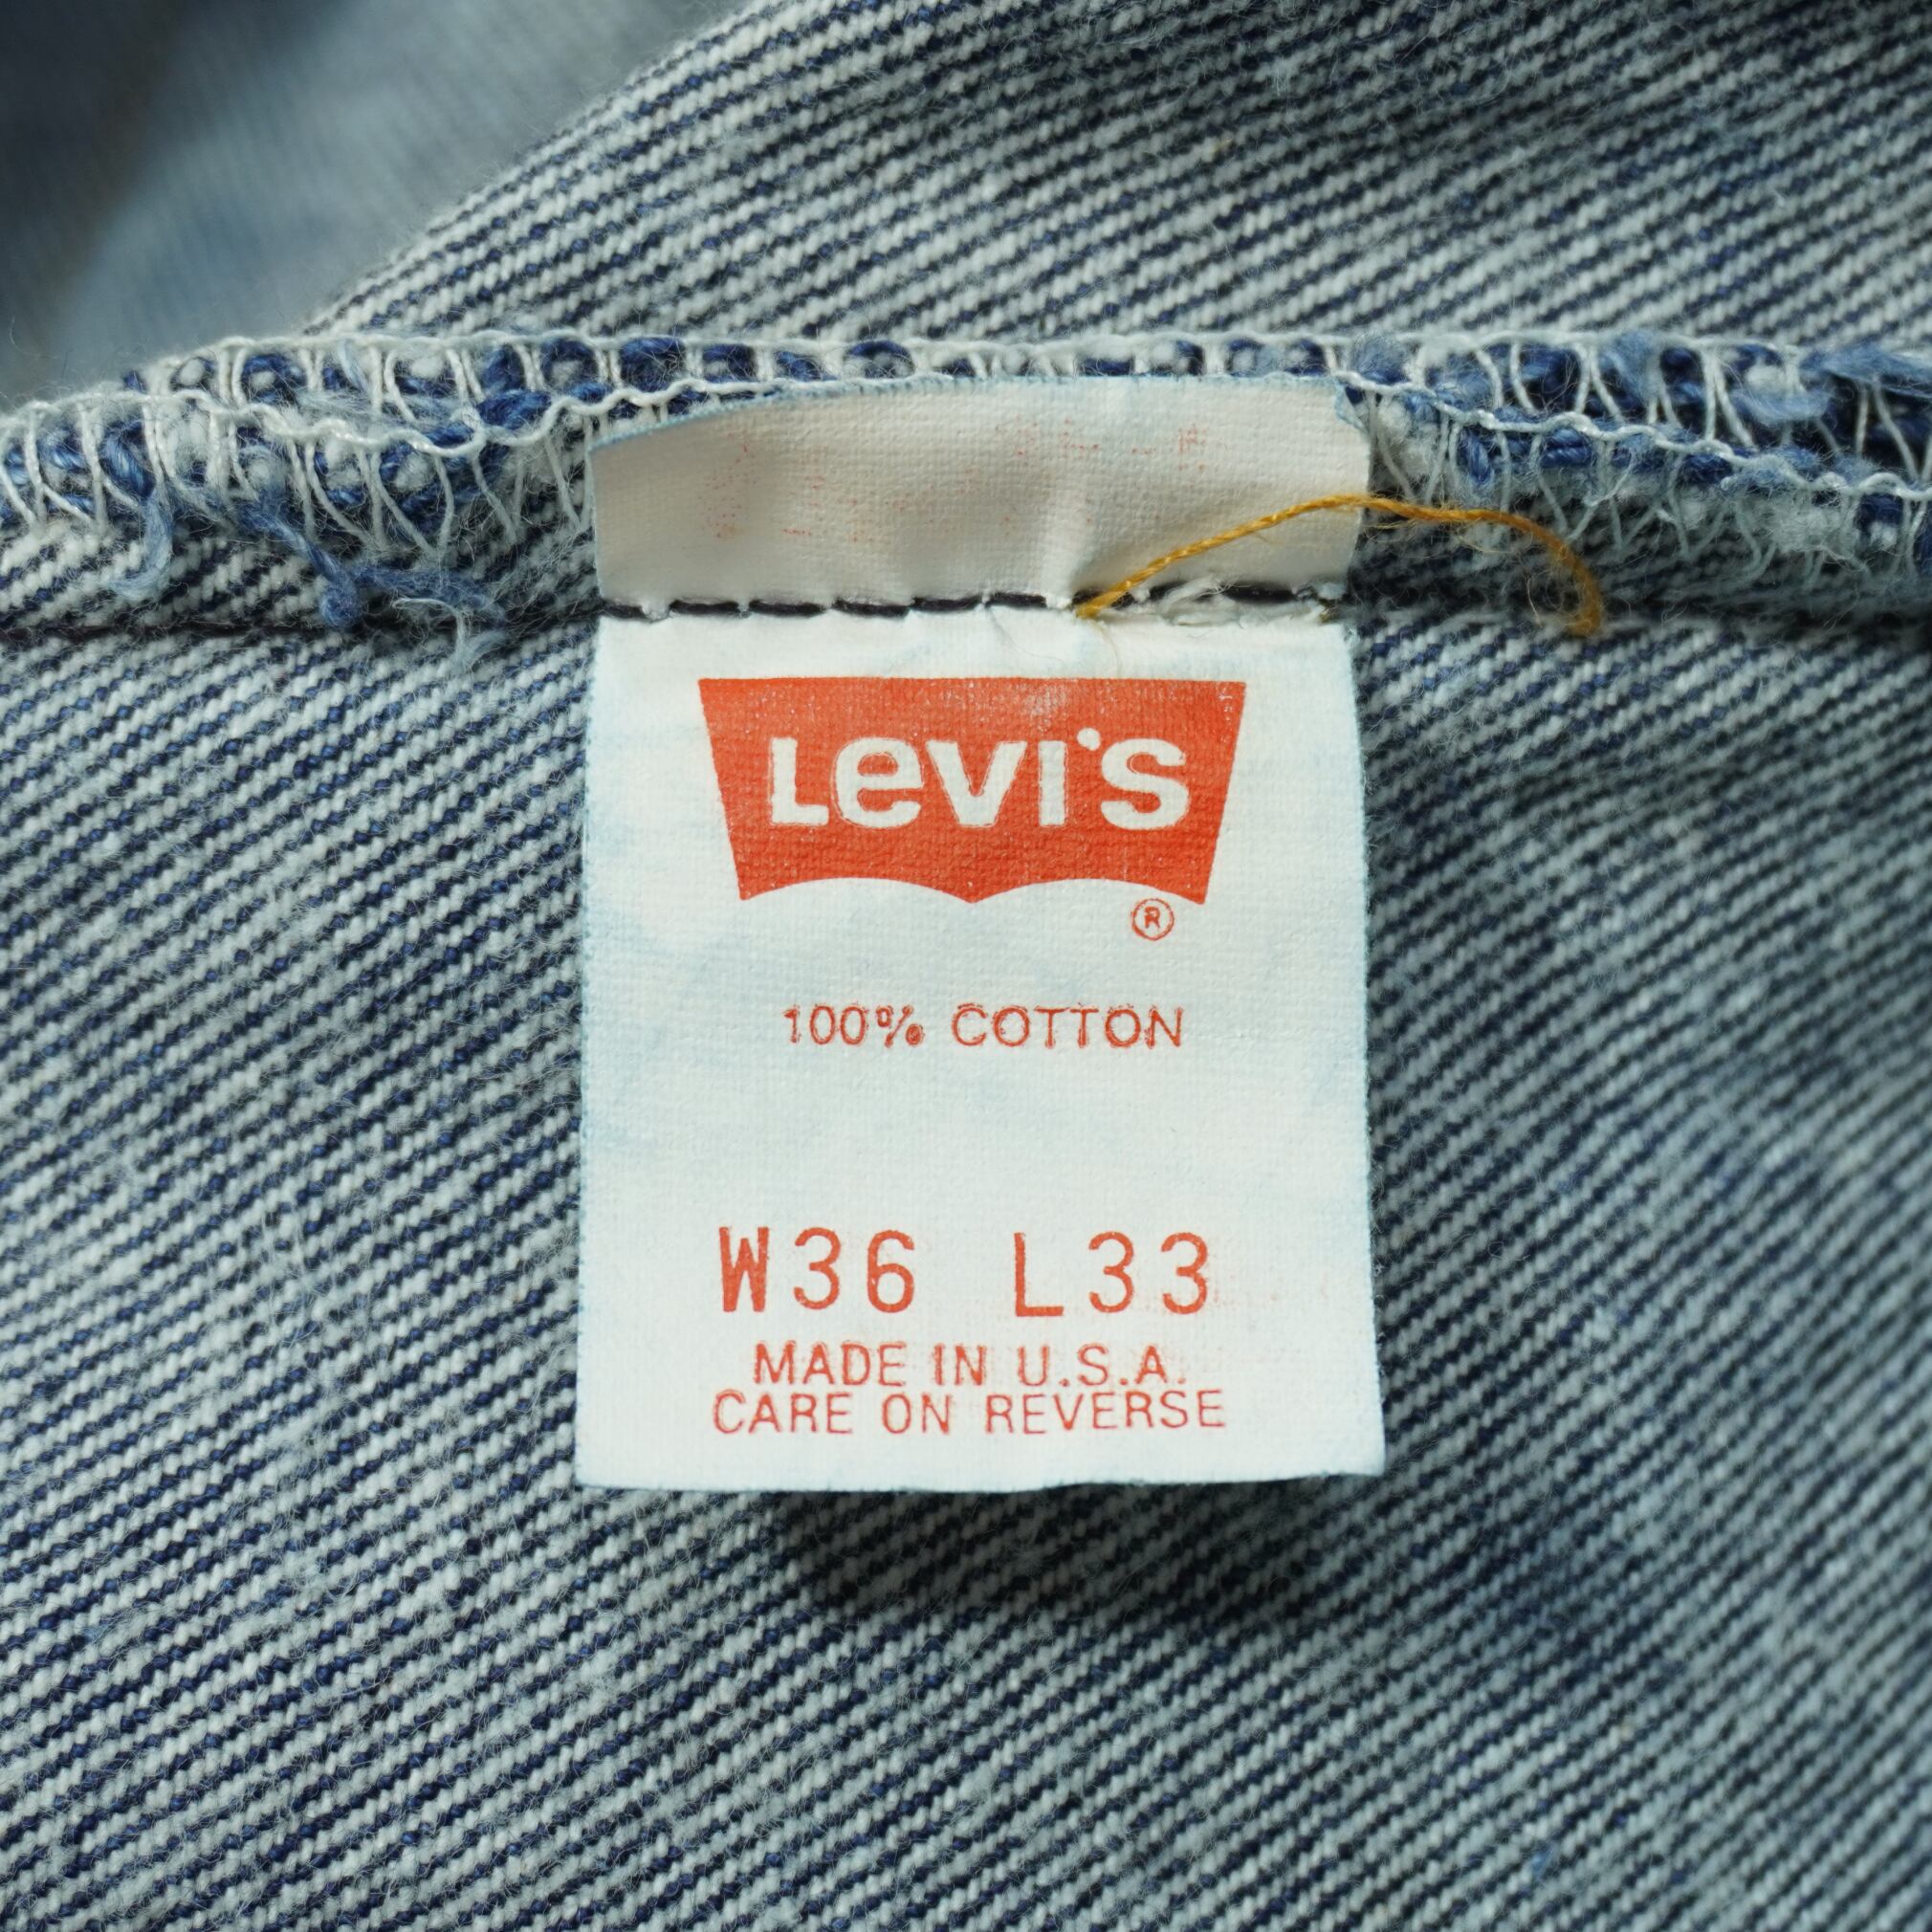 Levi's
®
100% COTTON
W36 L33
MADE IN U.S.A.
CARE ON REVERSE